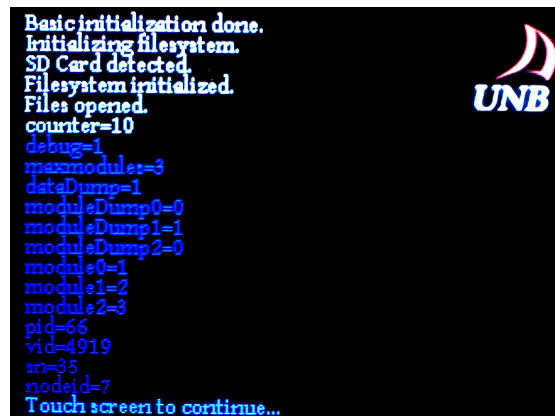 Basic initialization done.
Initializing filesystem.
SD Card detected.
Filesystem initialized.
Files opened.
counter=10
debug=1
maxmodules=3
dataDump=1
moduleDump0=0
moduleDump1=1
moduleDump2=0
module0=1
module1=2
module2=3
pid=66
vid=4919
sn=35
nodeid=7
Touch screen to continue...
UNB